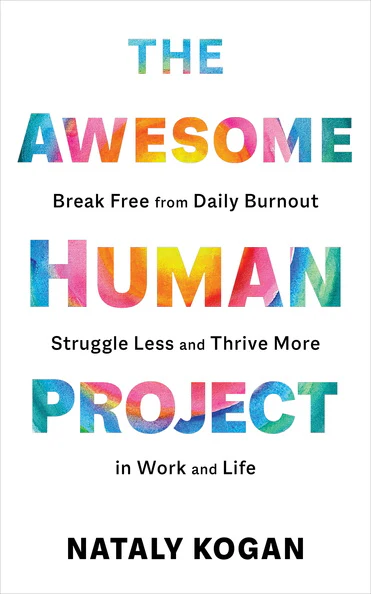 THE
AWESOME
Break Free from Daily Burnout
HUMAN
Struggle Less and Thrive More
PROJECT
in Work and Life
NATALY KOGAN